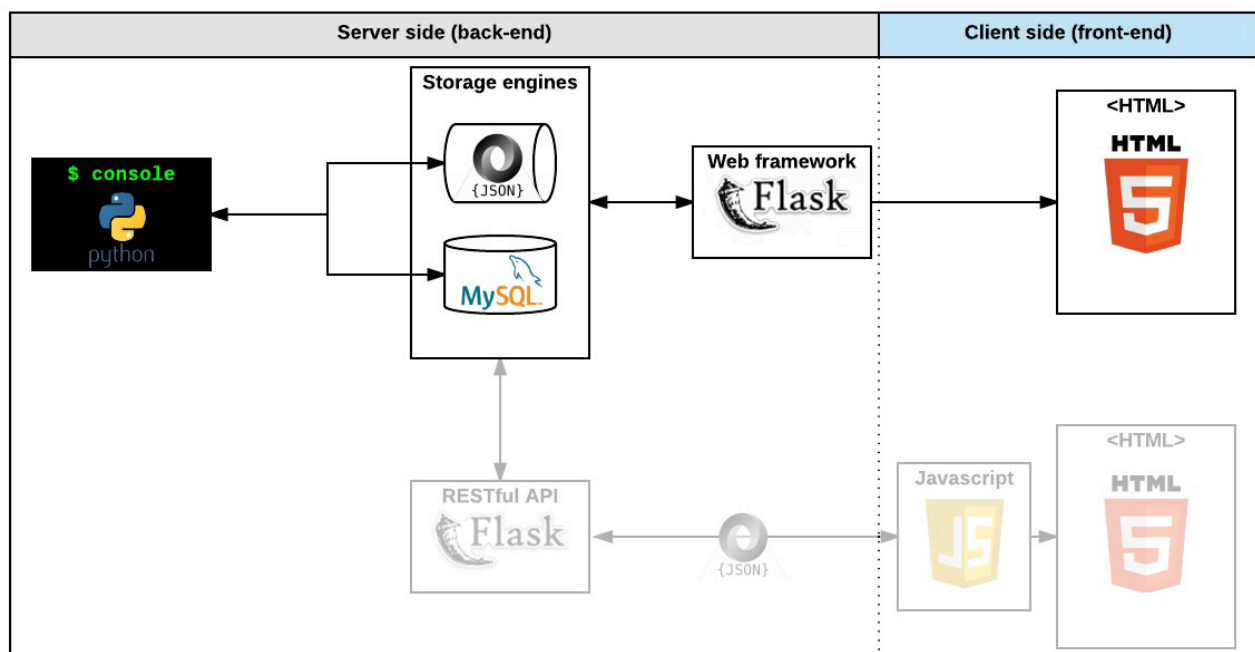 Server side (back-end)
Client side (front-end)
Storage engines
{JSON}
MySQL
$ console
python
Web framework
Flask
<HTML>
HTML
5
RESTful API
Flask
{JSON}
Javascript
JS
<HTML>
HTML
5